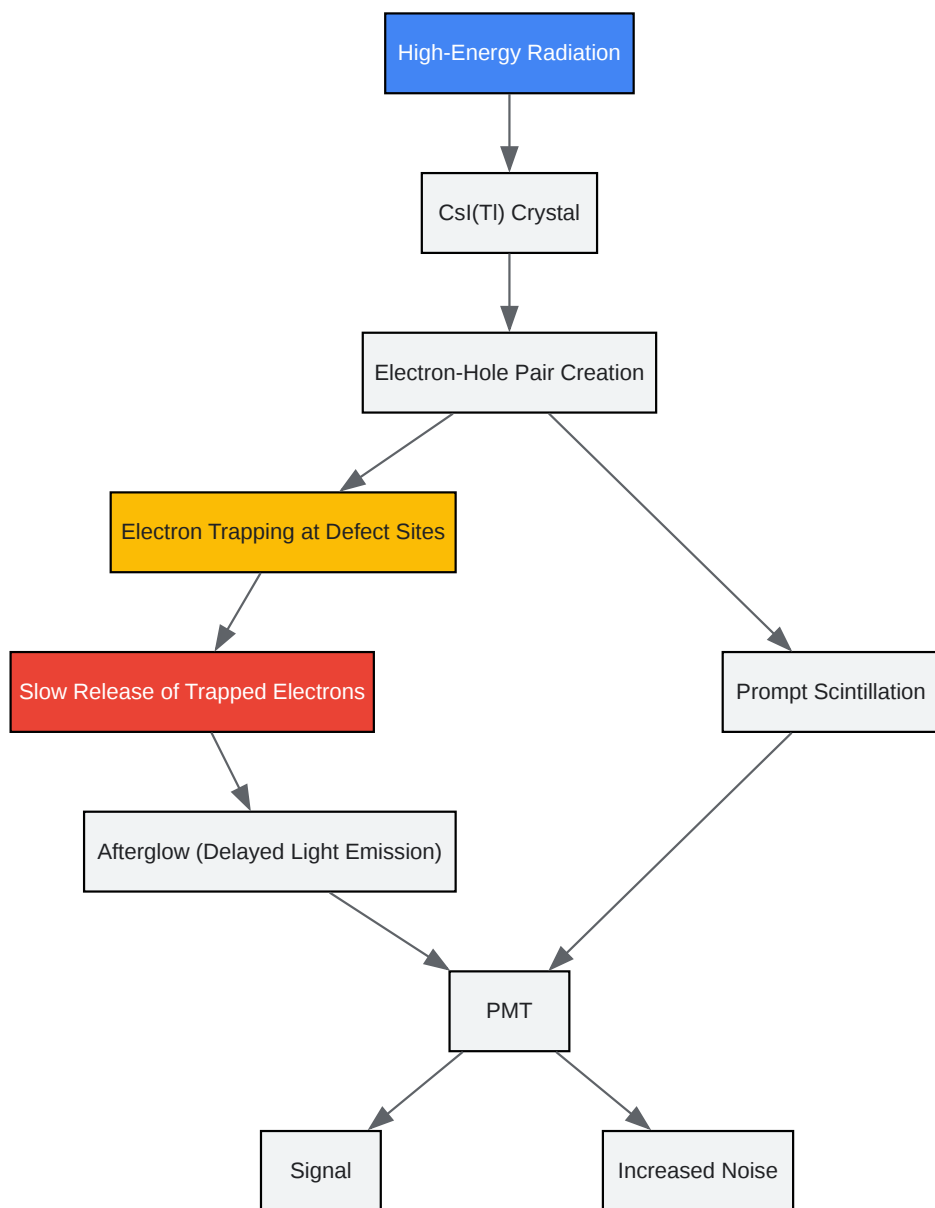 High-Energy Radiation
CsI(Tl) Crystal
Electron-Hole Pair Creation
Electron Trapping at Defect Sites
Slow Release of Trapped Electrons
Prompt Scintillation
Afterglow (Delayed Light Emission)
PMT
Signal
Increased Noise